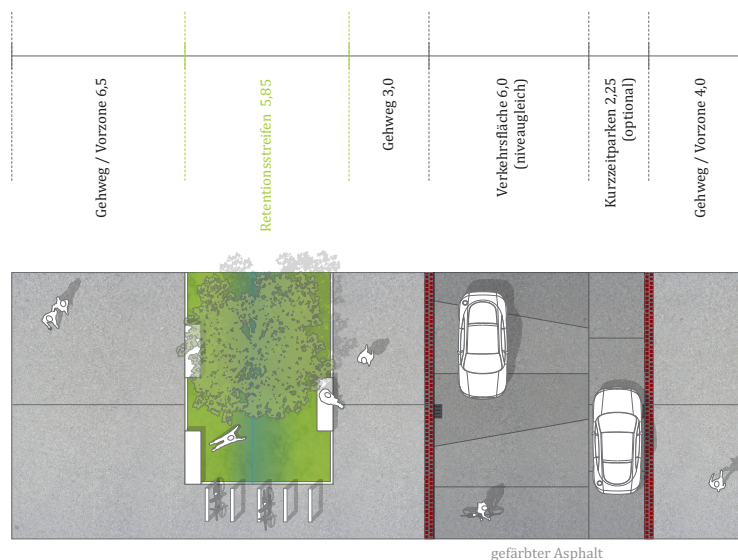 Gehweg / Vorzone 6,5
Retentionsstreifen 5,85
Gehweg 3,0
Verkehrsfläche 6,0
(niveaugleich)
Kurzzeitparken 2,25
(optional)
Gehweg / Vorzone 4,0
gefärbter Asphalt